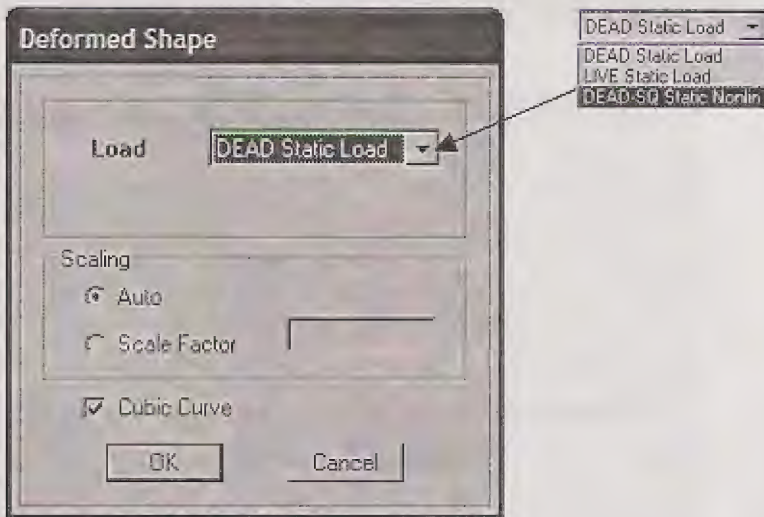 Deformed Shape
Load
DEAD Static Load
Scaling
Auto
Scale Factor
Cubic Curve
OK
Cancel
DEAD Static Load
DEAD Static Load
LIVE Static Load
DEAD-SQ Static Nonlin